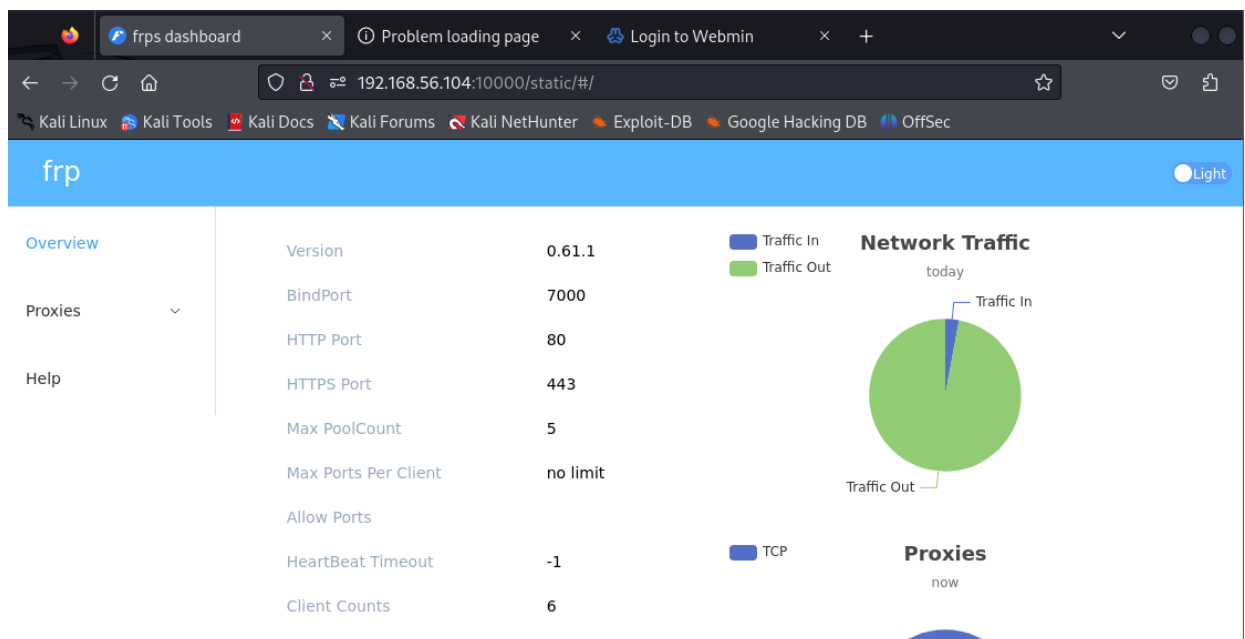 frps dashboard
Problem loading page
Login to Webmin
192.168.56.104:10000/static/#/
Kali Linux Kali Tools Kali Docs Kali Forums Kali NetHunter Exploit-DB Google Hacking DB OffSec
frp
Light
Overview
Proxies
Help
Version 0.61.1
BindPort 7000
HTTP Port 80
HTTPS Port 443
Max PoolCount 5
Max Ports Per Client no limit
Allow Ports
HeartBeat Timeout -1
Client Counts 6
Traffic In
Traffic Out
Network Traffic
today
Traffic In
Traffic Out
TCP
Proxies
now